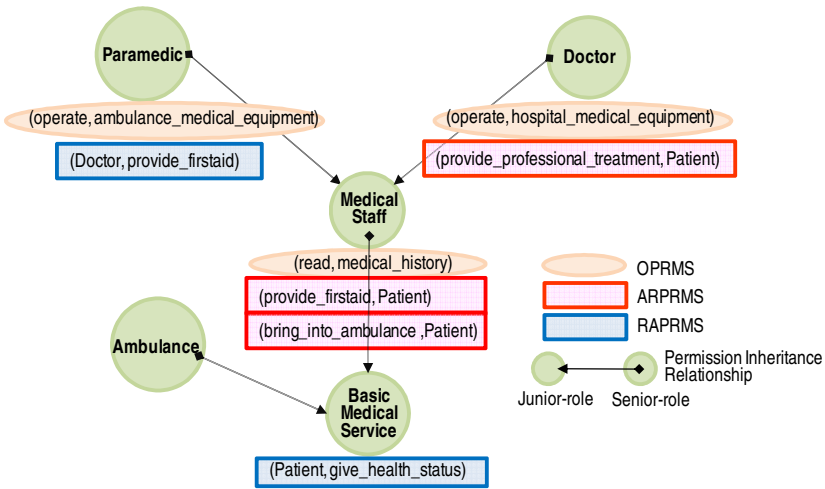 Paramedic
Doctor
(operate, ambulance_medical_equipment)
(operate, hospital_medical_equipment)
(Doctor, provide_firstaid)
(provide_professional_treatment, Patient)
Medical
Staff
(read, medical_history)
(provide_firstaid, Patient)
(bring_into_ambulance ,Patient)
OPRMS
ARPRMS
RAPRMS
Ambulance
Permission Inheritance
Relationship
Junior-role
Senior-role
Basic
Medical
Service
(Patient, give_health_status)